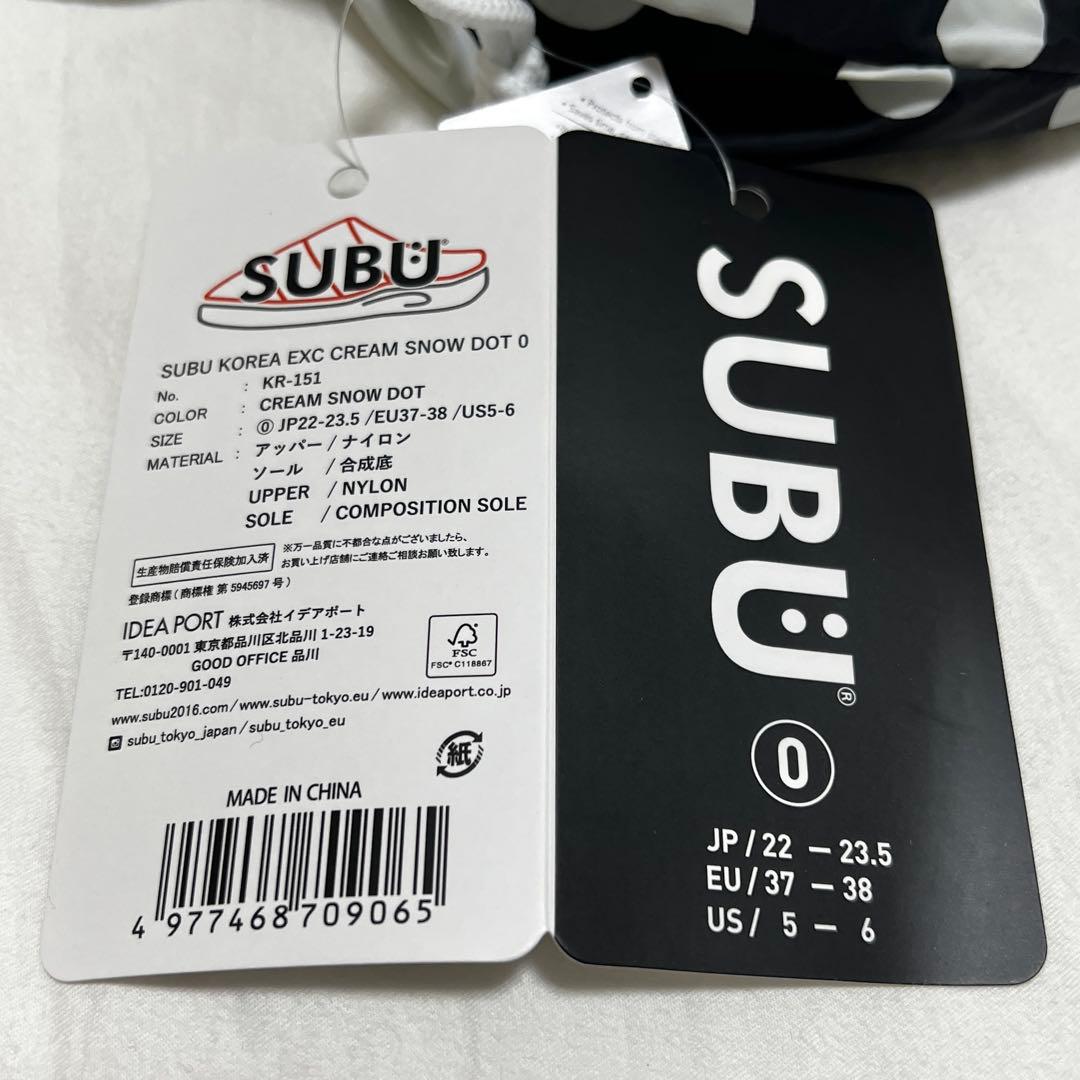 • Protects from
• Saves time,
SUBU®
SUBU KOREA EXC CREAM SNOW DOT 0
No. : KR-151
COLOR : CREAM SNOW DOT
SIZE : ⓪ JP22-23.5 /EU37-38 /US5-6
MATERIAL : アッパー / ナイロン
ソール / 合成底
UPPER / NYLON
SOLE / COMPOSITION SOLE
生産物賠償責任保険加入済
※万一品質に不都合な点がございましたら、
お買い上げ店舗にご連絡ご相談お願い致します。
登録商標 ( 商標権 第 5945697 号 )
IDEA PORT 株式会社イデアポート
〒140-0001 東京都品川区北品川 1-23-19
GOOD OFFICE 品川
TEL:0120-901-049
www.subu2016.com / www.subu-tokyo.eu / www.ideaport.co.jp
subu_tokyo_japan / subu_tokyo_eu
FSC
FSC® C118867
紙
MADE IN CHINA
4 977468 709065
SUBU®
0
JP / 22 — 23.5
EU / 37 — 38
US / 5 — 6